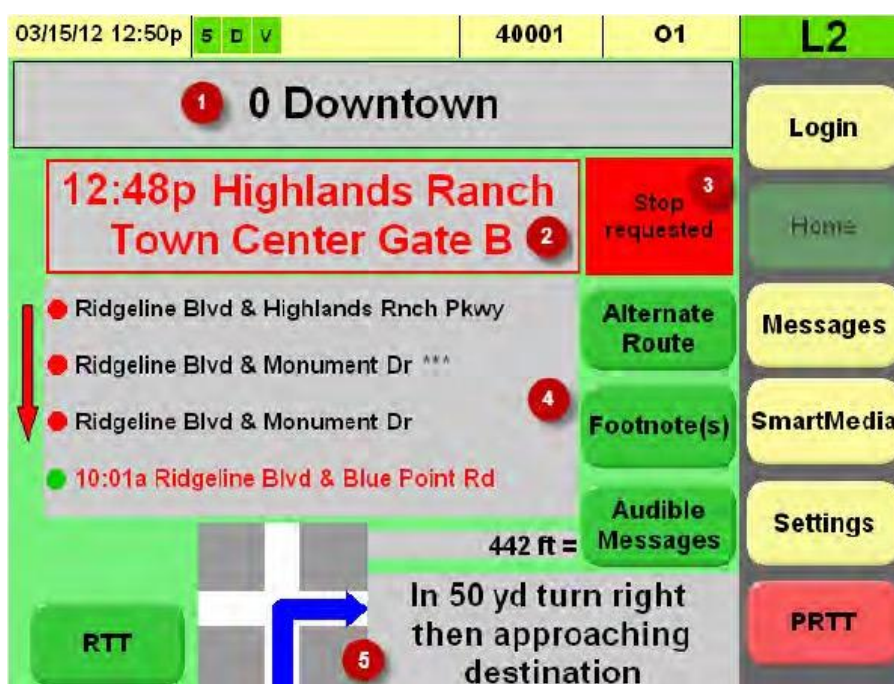 03/15/12 12:50p 5 D V 40001 O1 L2
1 0 Downtown
Login
12:48p Highlands Ranch
Town Center Gate B 2
Stop 3
requested
Home
Ridgeline Blvd & Highlands Rnch Pkwy
Alternate
Route
Messages
Ridgeline Blvd & Monument Dr ***
Ridgeline Blvd & Monument Dr
4
Footnote(s)
SmartMedia
10:01a Ridgeline Blvd & Blue Point Rd
442 ft =
Audible
Messages
Settings
RTT
5
In 50 yd turn right
then approaching
destination
PRTT